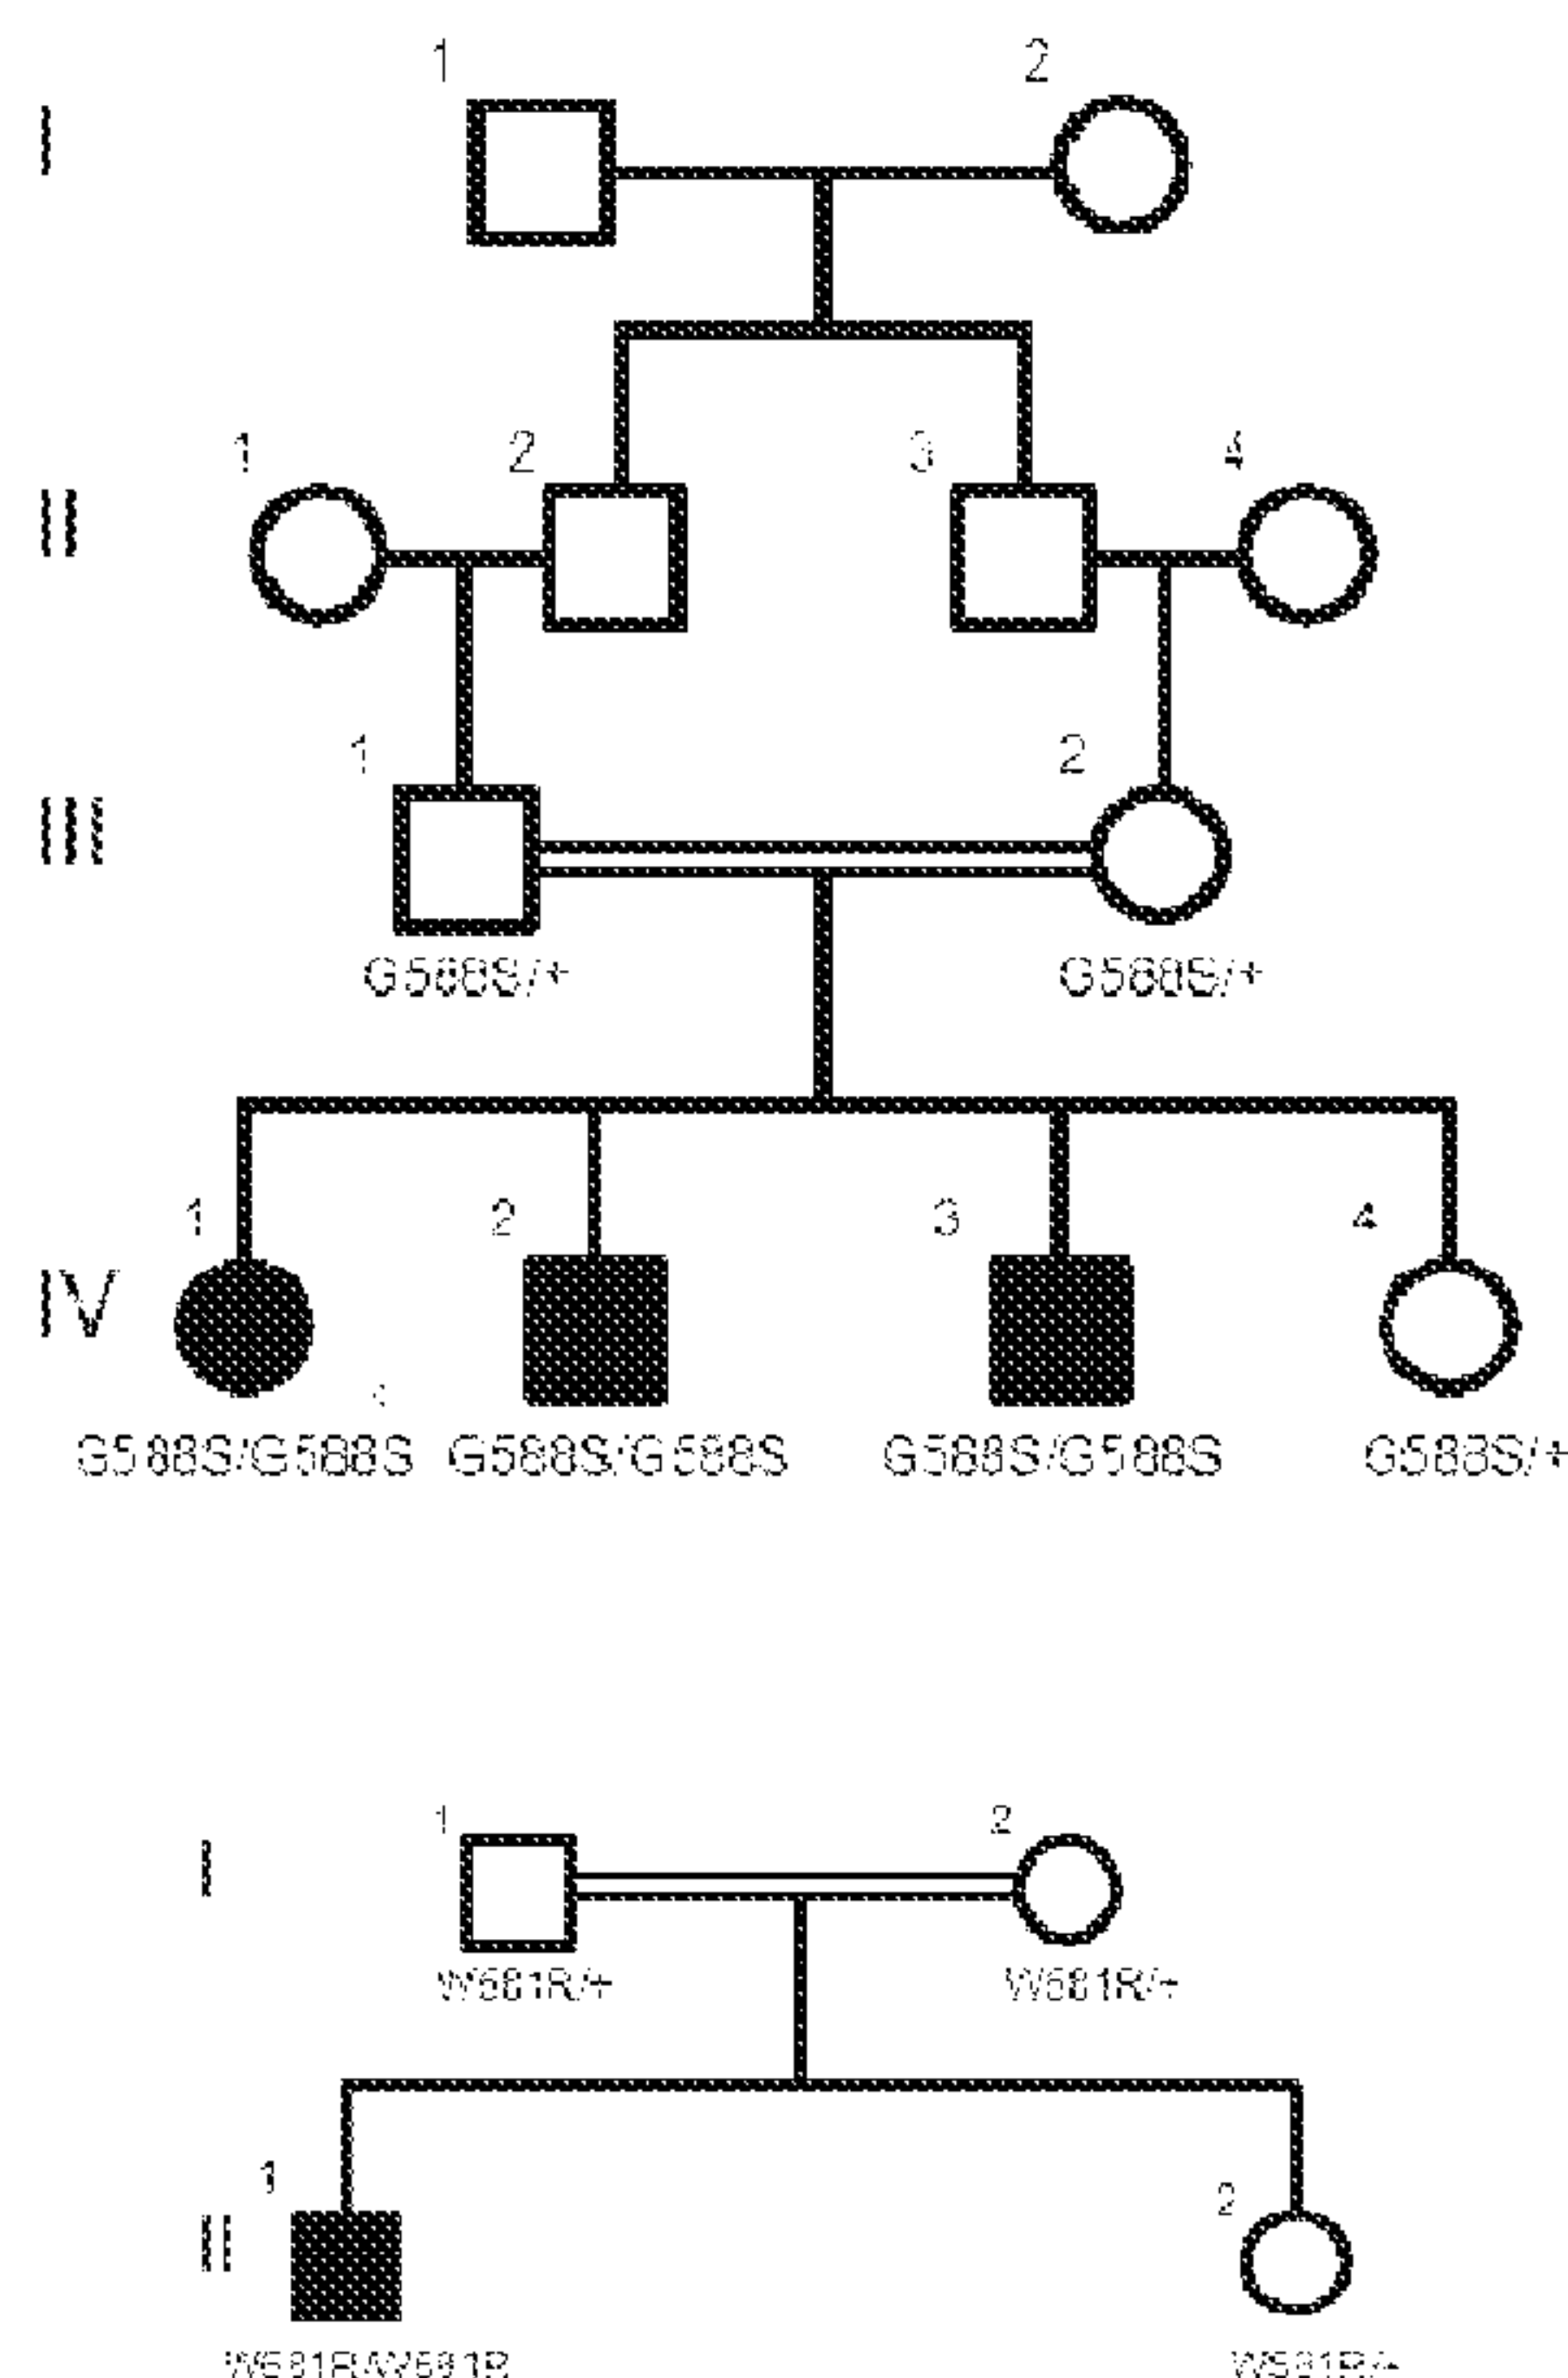 1 2
I
1 2 3 4
II
1 2
III
G588S/+ G588S/+
1 2 3 4
IV
G588S/G588S G588S/G588S G588S/G588S G588S/+
1 2
I
W681R/+ W681R/+
1 2
II
W681R/W681R W681R/+